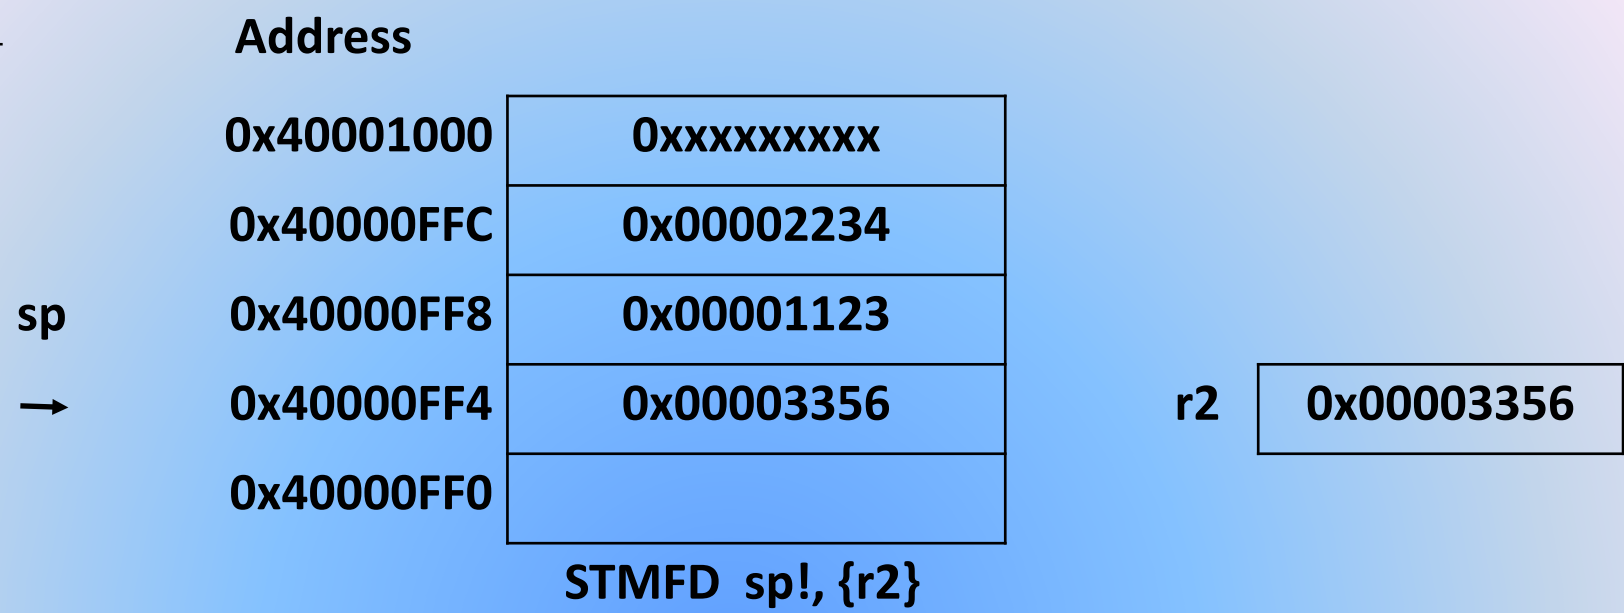 Address
0x40001000 0xxxxxxxxx
0x40000FFC 0x00002234
sp 0x40000FF8 0x00001123
0x40000FF4 0x00003356 r2 0x00003356
0x40000FF0
STMFD sp!, {r2}